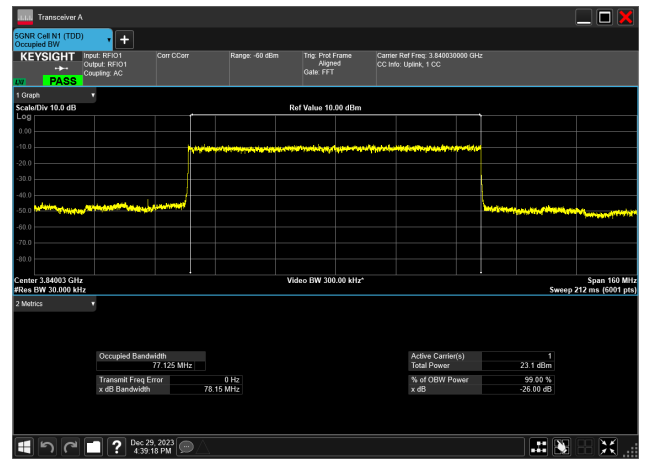 Transceiver A
5GNR Cell N1 (TDD)
Occupied BW
KEYSIGHT
LW
PASS
Input: RFIO1
Output: RFIO1
Coupling: AC
Corr CCorr
Range: -60 dBm
Trig: Prot Frame
Aligned
Gate: FFT
Carrier Ref Freq: 3.840030000 GHz
CC Info: Uplink, 1 CC
1 Graph
Scale/Div 10.0 dB
Ref Value 10.00 dBm
Log
0.00
-10.0
-20.0
-30.0
-40.0
-50.0
-60.0
-70.0
-80.0
Center 3.84003 GHz
Video BW 300.00 kHz*
Span 160 MHz
#Res BW 30.000 kHz
Sweep 212 ms (6001 pts)
2 Metrics
Occupied Bandwidth
77.125 MHz
Transmit Freq Error 0 Hz
x dB Bandwidth 78.15 MHz
Active Carrier(s) 1
Total Power 23.1 dBm
% of OBW Power 99.00 %
x dB -26.00 dB
?
Dec 29, 2023
4:39:18 PM